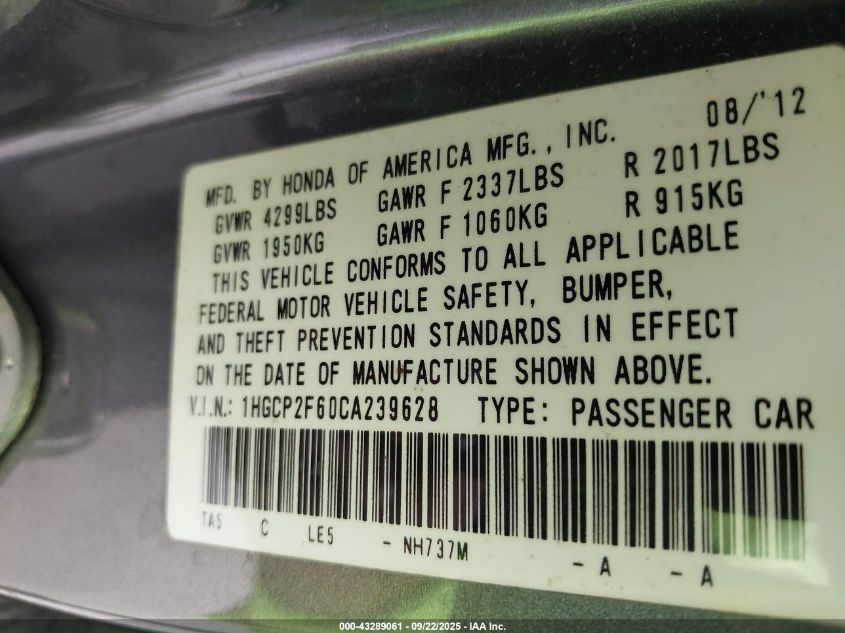 08/'12
MFD. BY HONDA OF AMERICA MFG., INC.
GVWR 4299LBS GAWR F 2337LBS R 2017LBS
GVWR 1950KG GAWR F 1060KG R 915KG
THIS VEHICLE CONFORMS TO ALL APPLICABLE
FEDERAL MOTOR VEHICLE SAFETY, BUMPER,
AND THEFT PREVENTION STANDARDS IN EFFECT
ON THE DATE OF MANUFACTURE SHOWN ABOVE.
V.I.N.: 1HGCP2F60CA239628 TYPE: PASSENGER CAR
TA5 C LE5 - NH737M - A - A
000-43289061 - 09/22/2025 - IAA Inc.